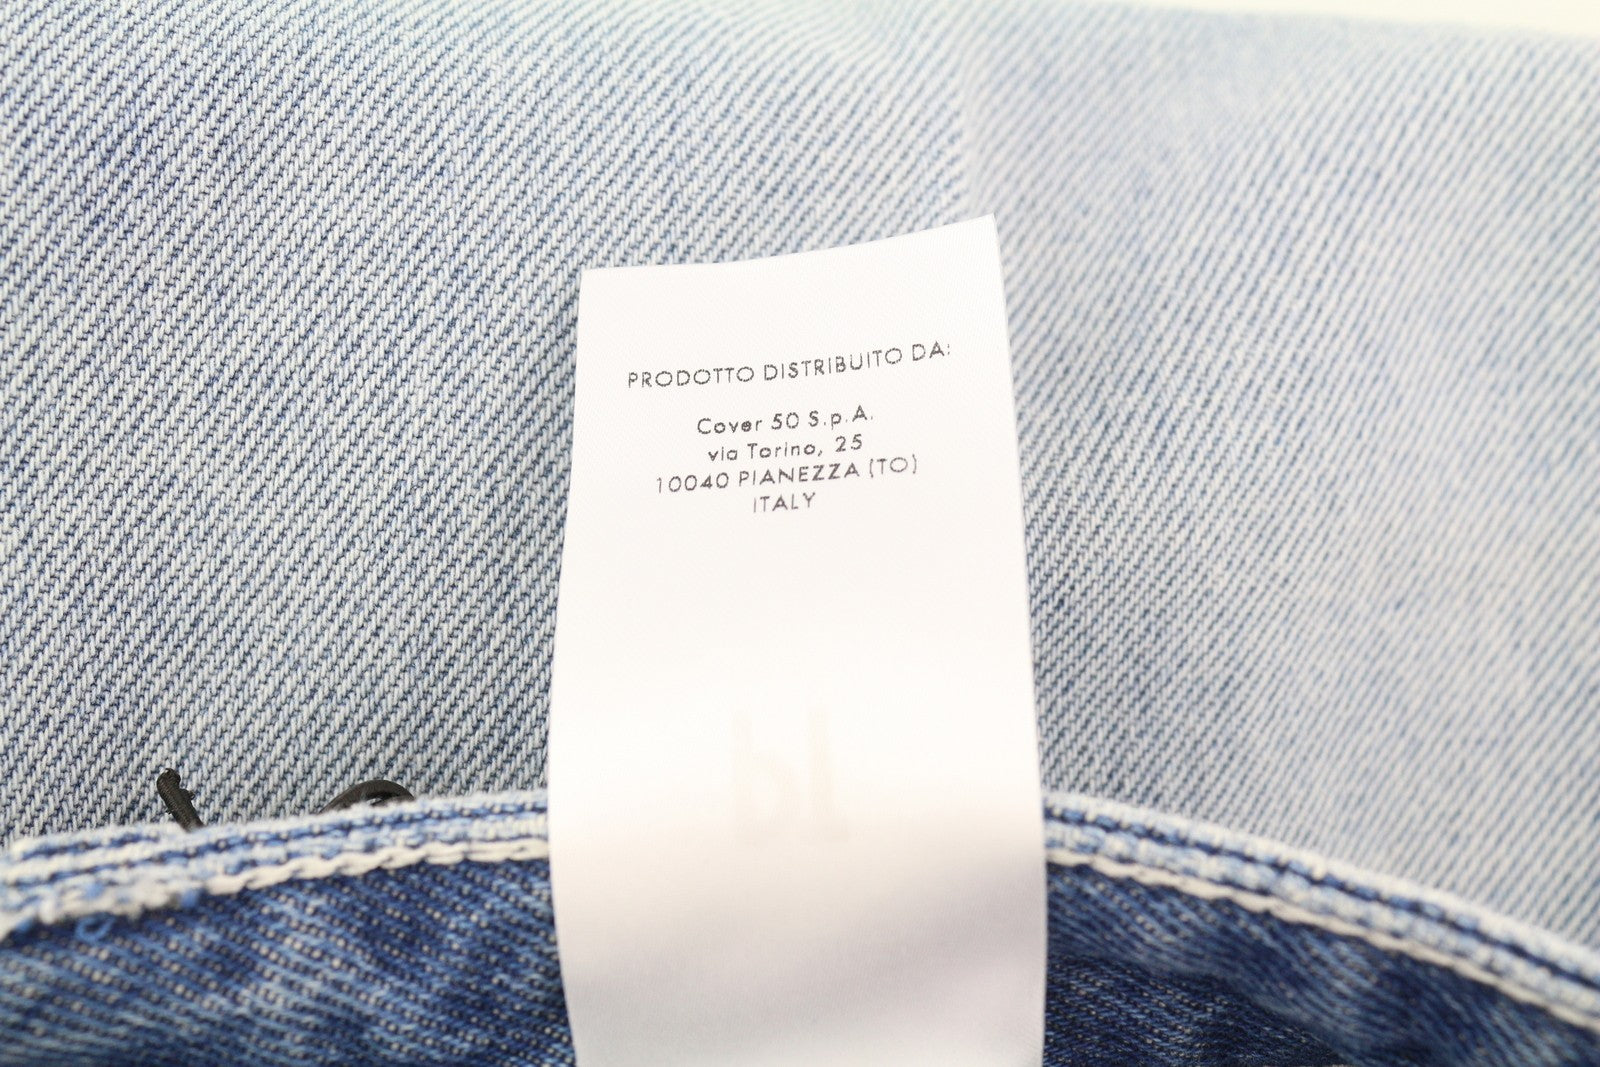 PRODOTTO DISTRIBUITO DA:
Cover 50 S.p.A.
via Torino, 25
10040 PIANEZZA (TO)
ITALY